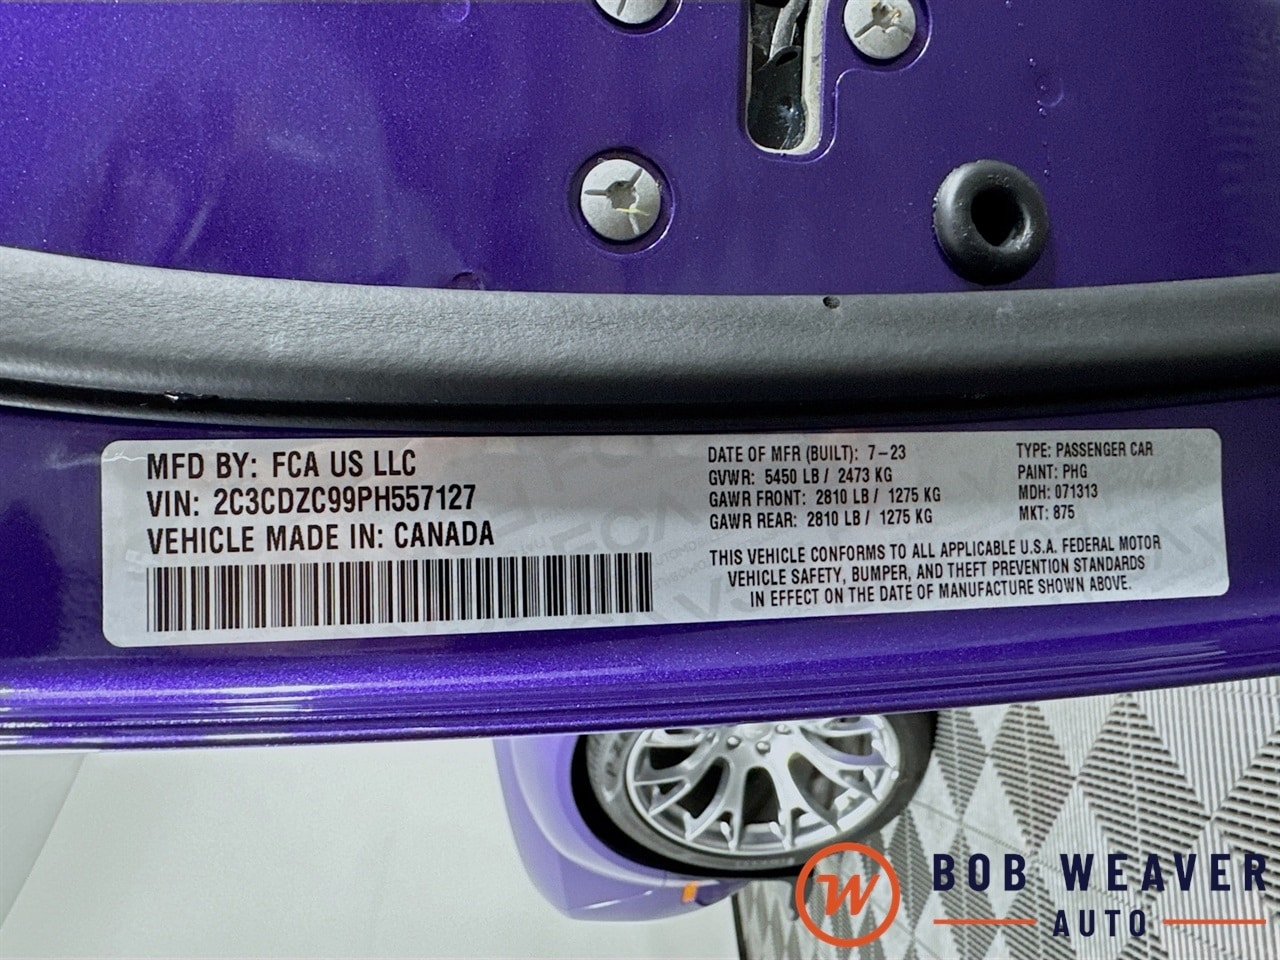 MFD BY: FCA US LLC
VIN: 2C3CDZC99PH557127
VEHICLE MADE IN: CANADA
DATE OF MFR (BUILT): 7-23
GVWR: 5450 LB / 2473 KG
GAWR FRONT: 2810 LB / 1275 KG
GAWR REAR: 2810 LB / 1275 KG
TYPE: PASSENGER CAR
PAINT: PHG
MDH: 071313
MKT: 875
THIS VEHICLE CONFORMS TO ALL APPLICABLE U.S.A. FEDERAL MOTOR
VEHICLE SAFETY, BUMPER, AND THEFT PREVENTION STANDARDS
IN EFFECT ON THE DATE OF MANUFACTURE SHOWN ABOVE.
W BOB WEAVER
AUTO